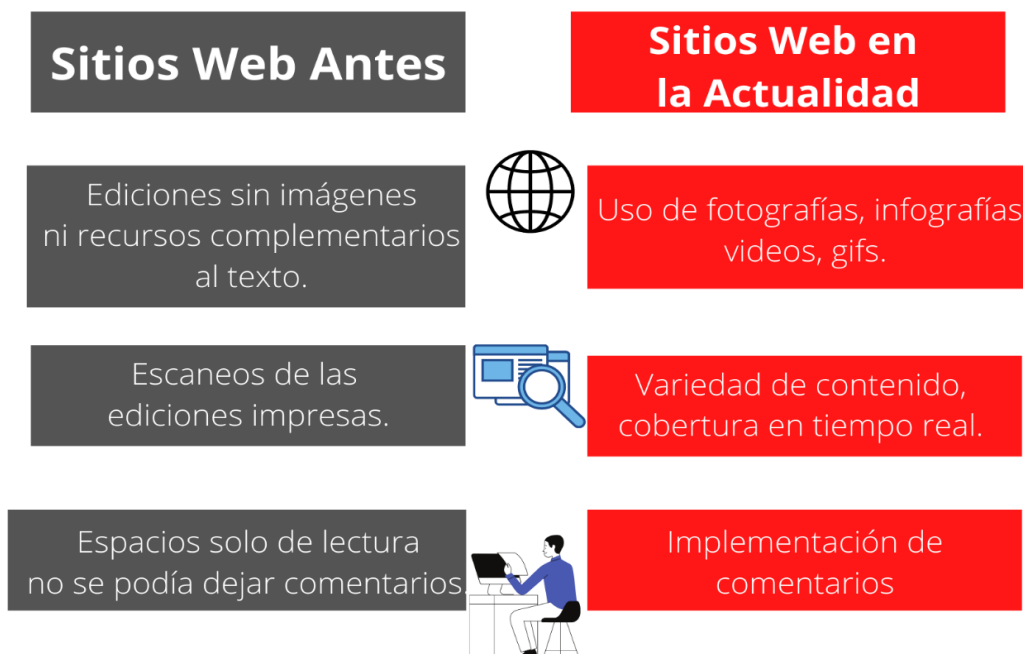 Sitios Web Antes
Sitios Web en
la Actualidad
Ediciones sin imágenes
ni recursos complementarios
al texto.
Uso de fotografías, infografías
videos, gifs.
Escaneos de las
ediciones impresas.
Variedad de contenido,
cobertura en tiempo real.
Espacios solo de lectura
no se podía dejar comentarios.
Implementación de
comentarios